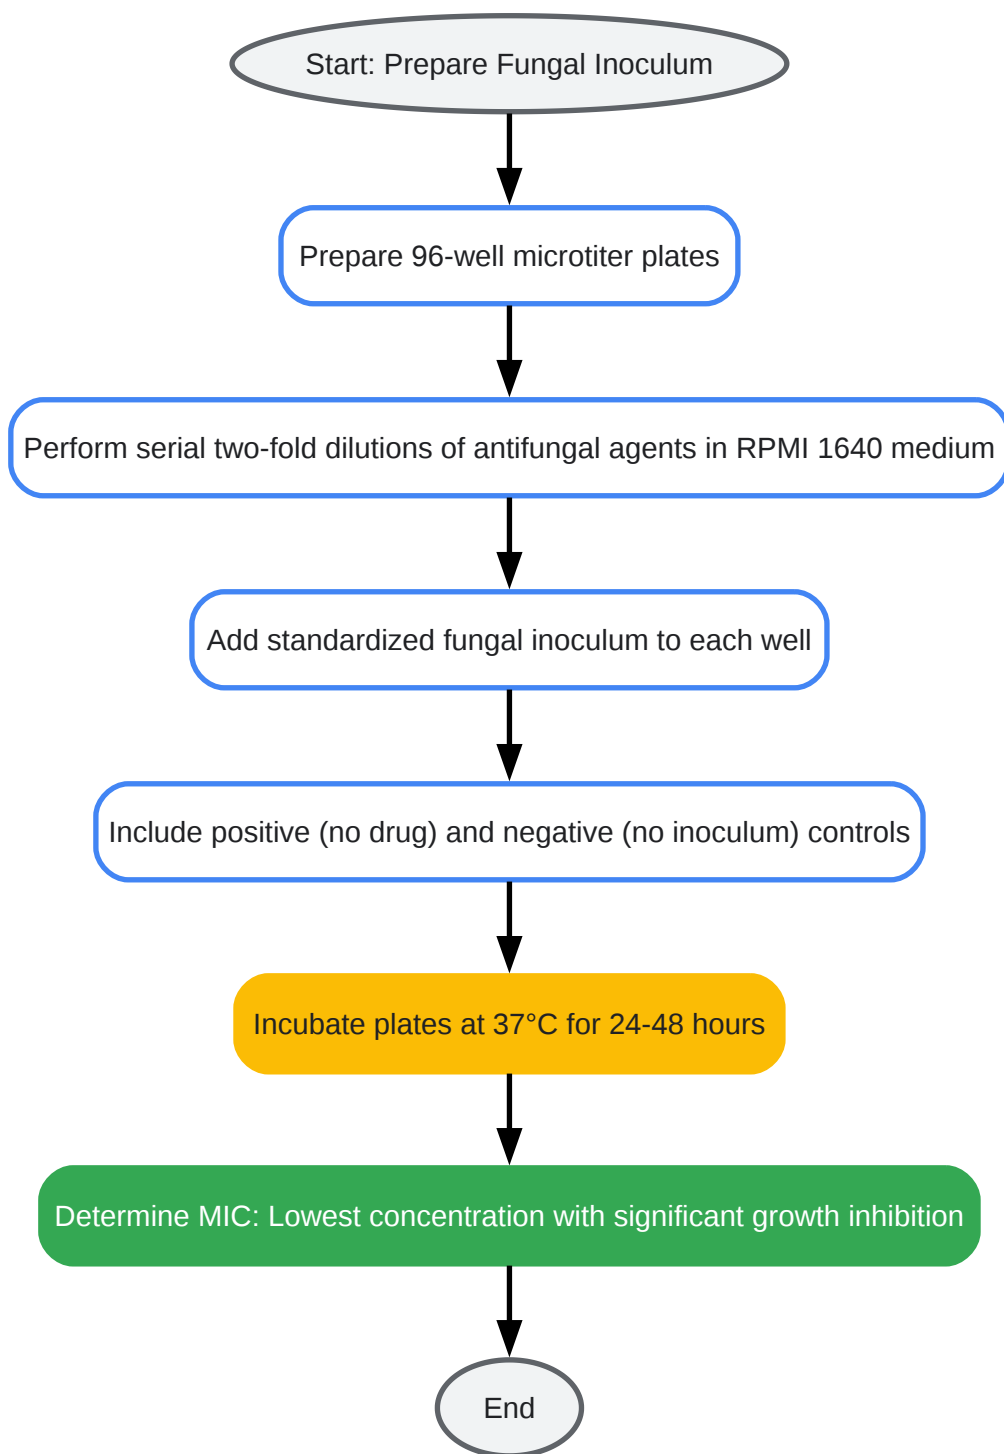 Start: Prepare Fungal Inoculum
Prepare 96-well microtiter plates
Perform serial two-fold dilutions of antifungal agents in RPMI 1640 medium
Add standardized fungal inoculum to each well
Include positive (no drug) and negative (no inoculum) controls
Incubate plates at 37°C for 24-48 hours
Determine MIC: Lowest concentration with significant growth inhibition
End